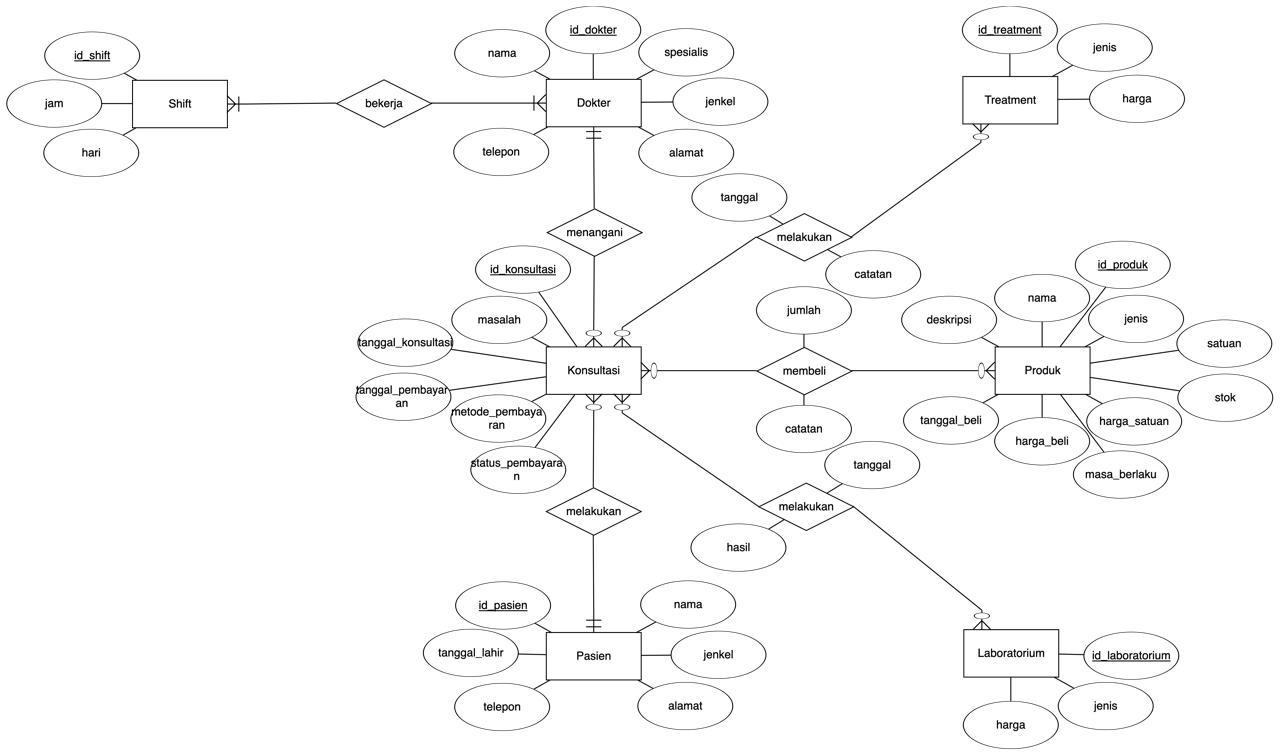 id_treatment
id_dokter
jenis
nama
spesialis
id_shift
harga
Treatment
jenkel
Dokter
bekerja
Shift
jam
hari
telepon
alamat
tanggal
menangani
melakukan
catatan
id_produk
id_konsultasi
nama
jumlah
jenis
deskripsi
masalah
tanggal_konsultasi
satuan
Konsultasi
membeli
Produk
tanggal_pembayar
an
stok
metode_pembaya
ran
tanggal_beli
harga_satuan
catatan
harga_beli
status_pembayara
n
tanggal
masa_berlaku
melakukan
melakukan
hasil
id_pasien
nama
tanggal_lahir
Pasien
jenkel
Laboratorium
id_laboratorium
telepon
alamat
jenis
harga